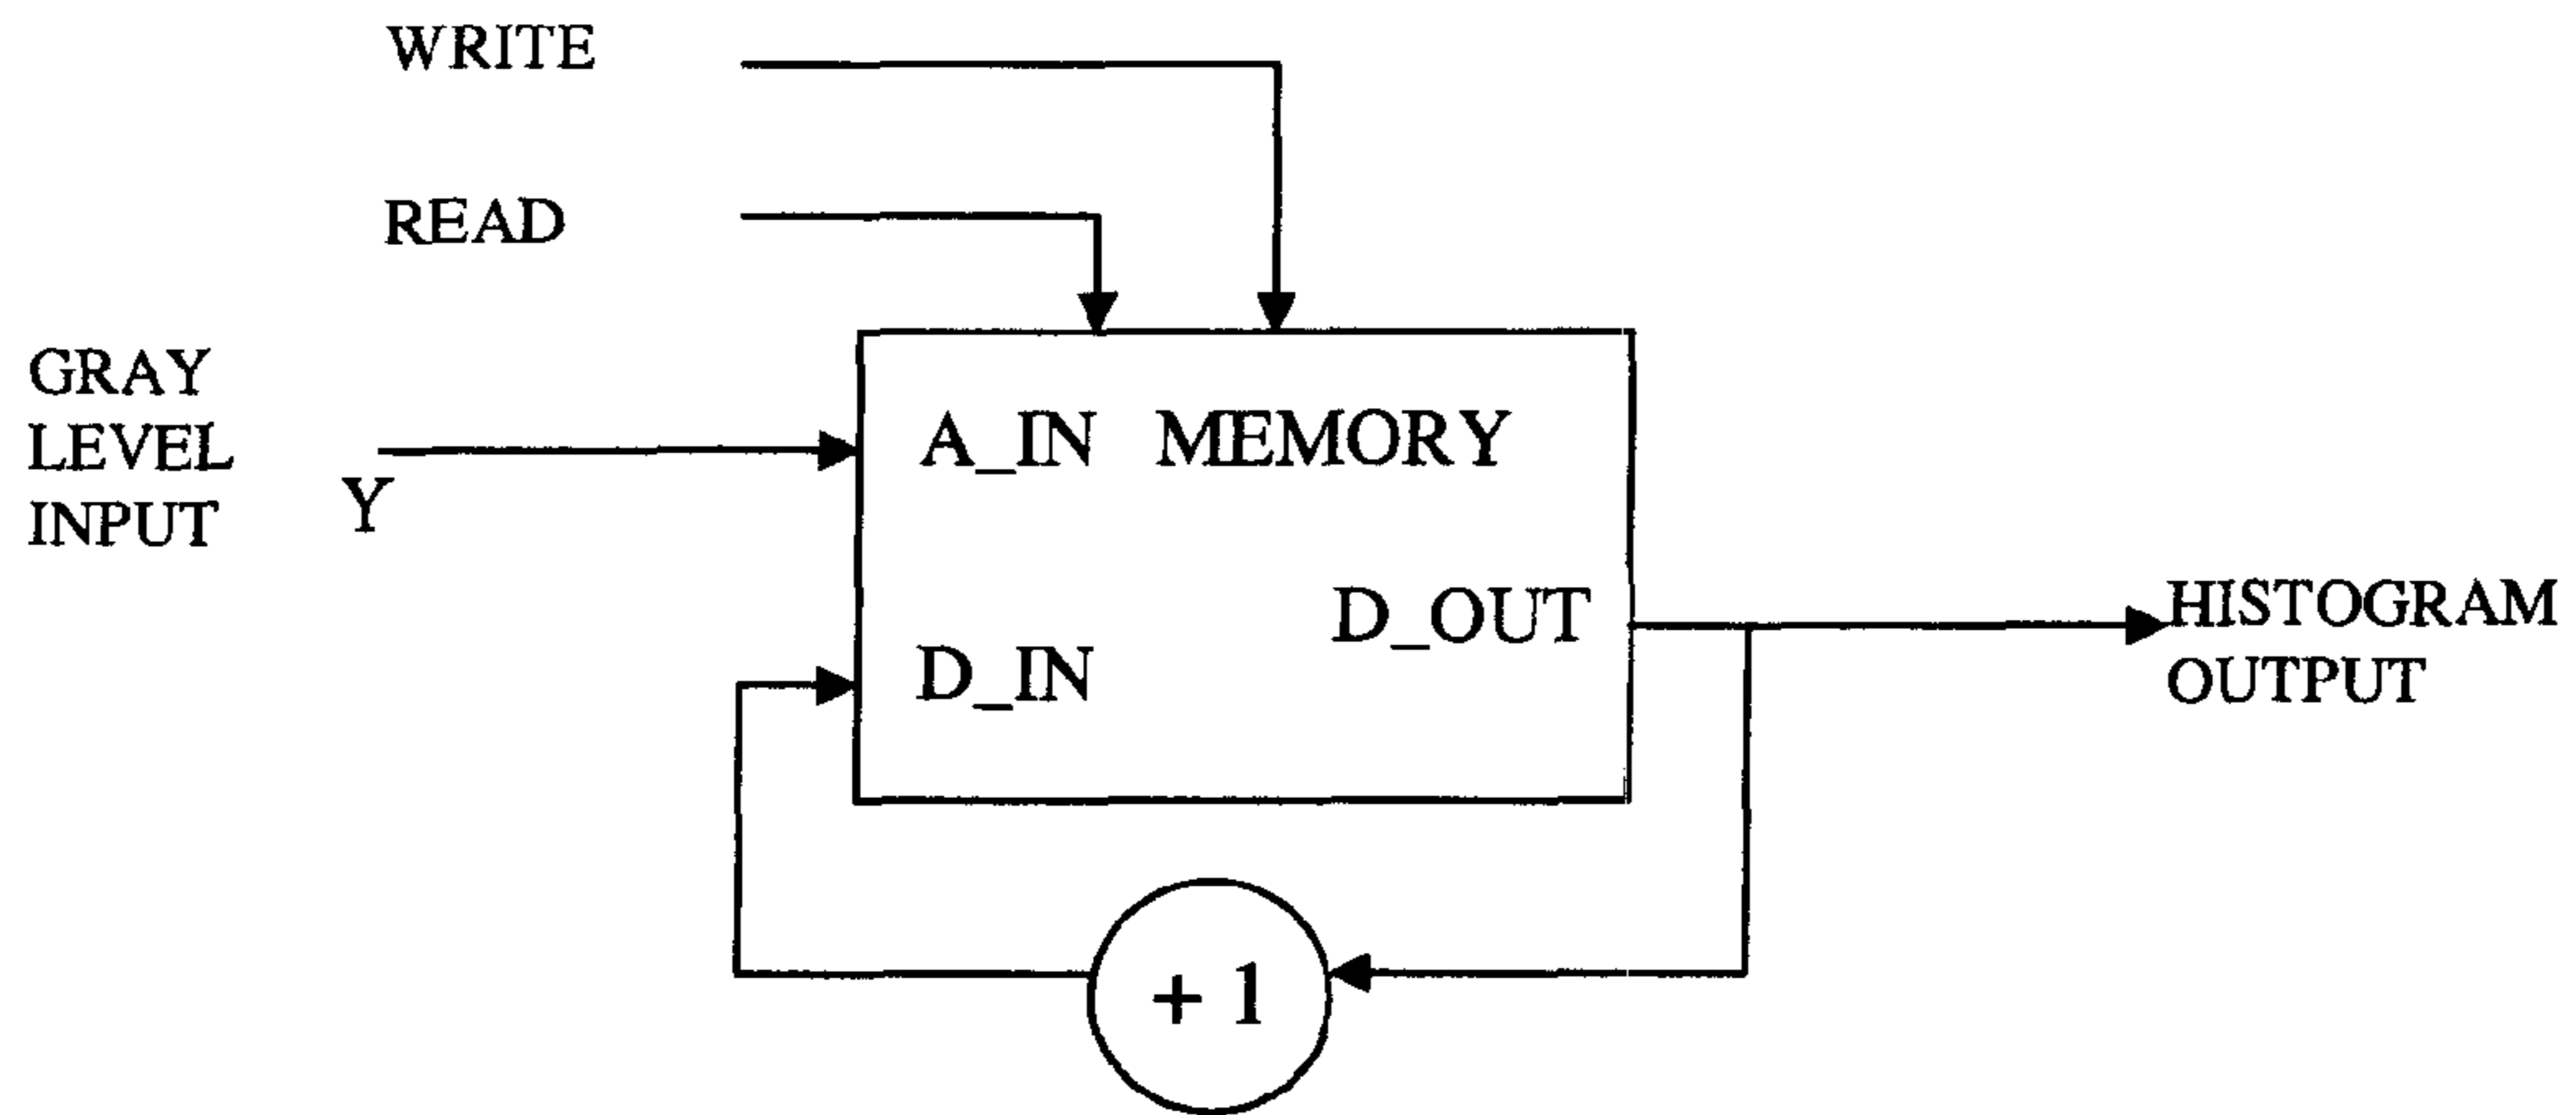 WRITE
READ
GRAY
LEVEL
INPUT
Y
A_IN MEMORY
D_IN
D_OUT
HISTOGRAM
OUTPUT
+ 1